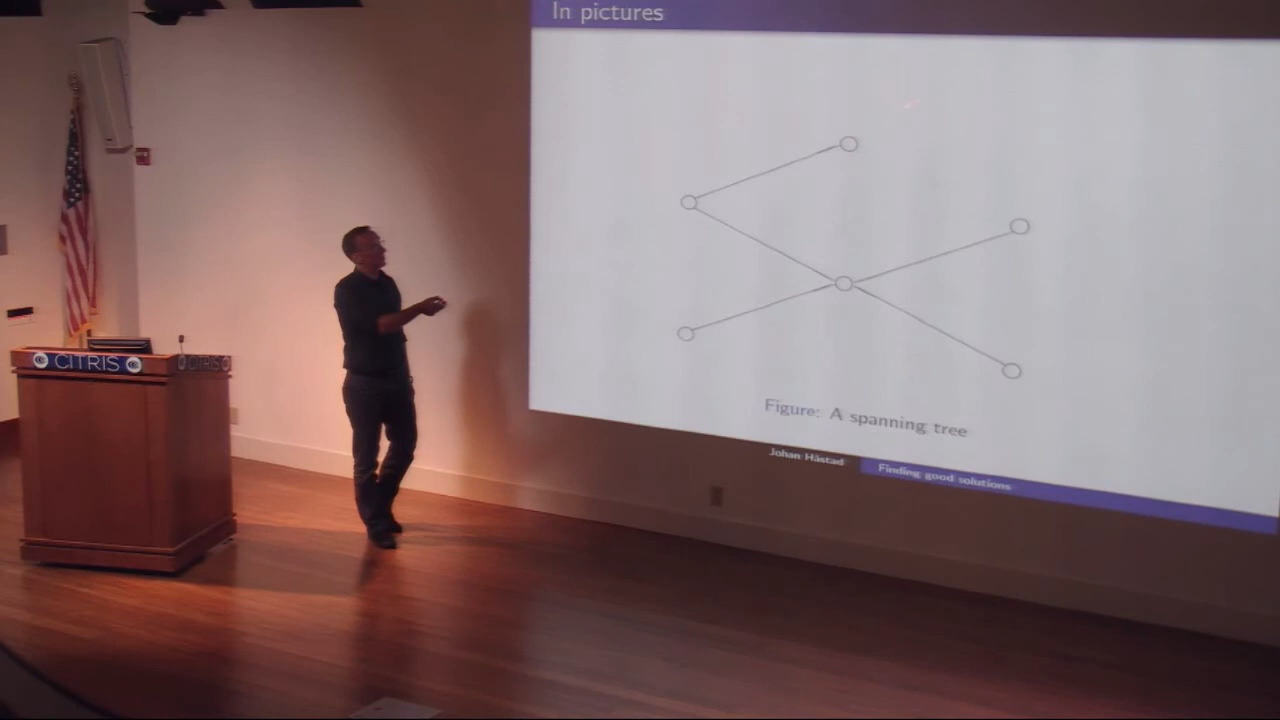 In pictures
Figure: A spanning tree
Johan Håstad
Finding good solutions
CITRIS
CITRIS